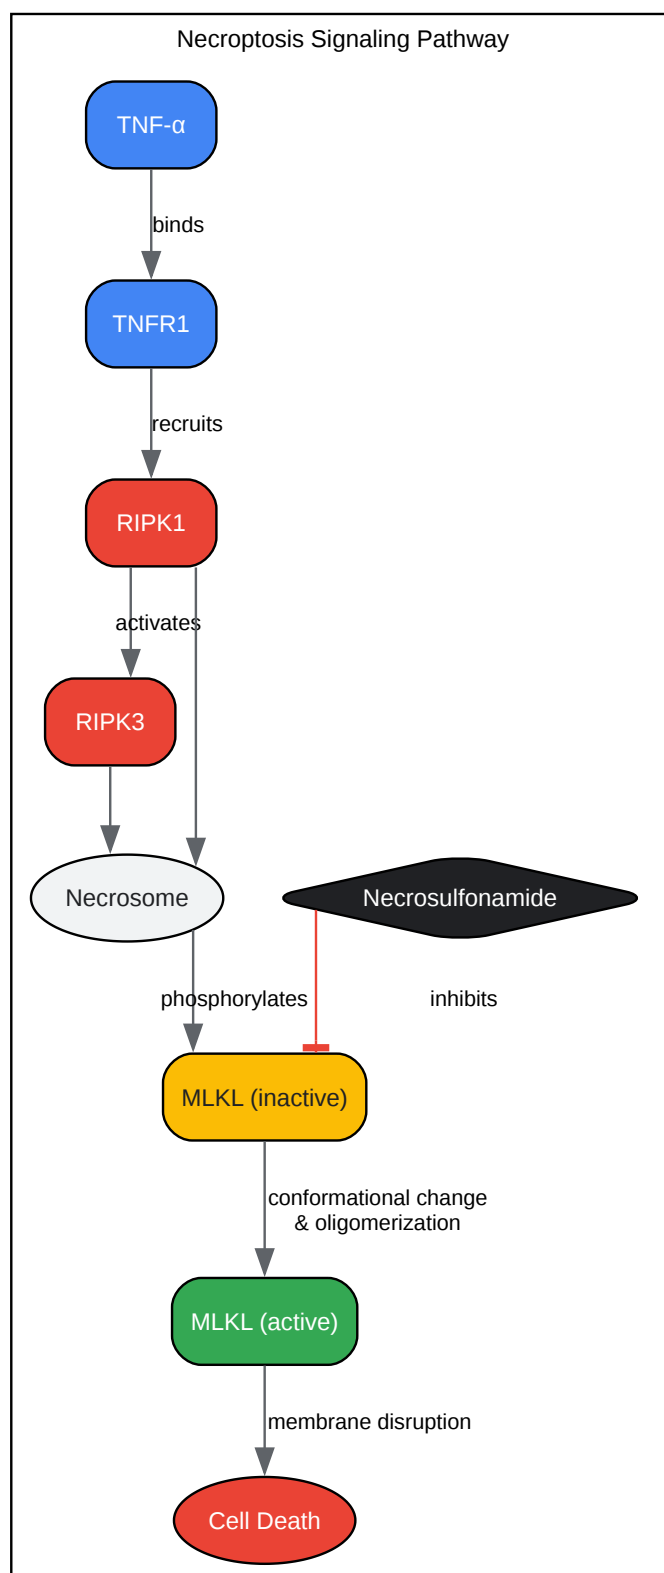 Necroptosis Signaling Pathway
TNF-α
binds
TNFR1
recruits
RIPK1
activates
RIPK3
Necrosome
Necrosulfonamide
phosphorylates
inhibits
MLKL (inactive)
conformational change
& oligomerization
MLKL (active)
membrane disruption
Cell Death